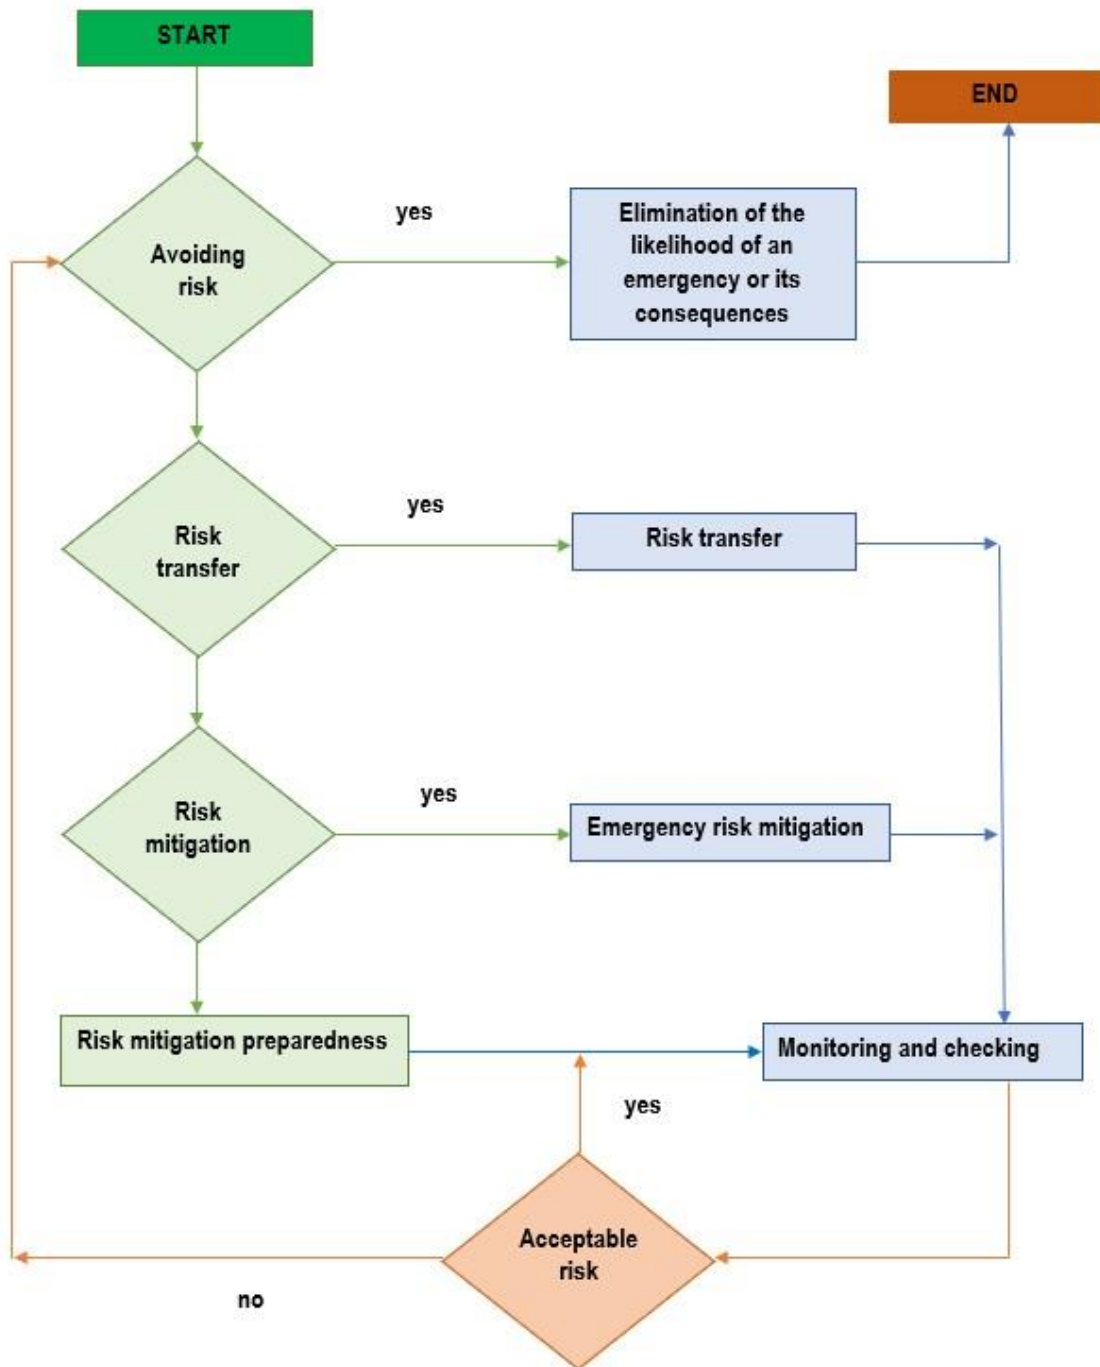 START
END
Avoiding
risk
yes
Elimination of the
likelihood of an
emergency or its
consequences
Risk
transfer
yes
Risk transfer
Risk
mitigation
yes
Emergency risk mitigation
Risk mitigation preparedness
Monitoring and checking
yes
Acceptable
risk
no